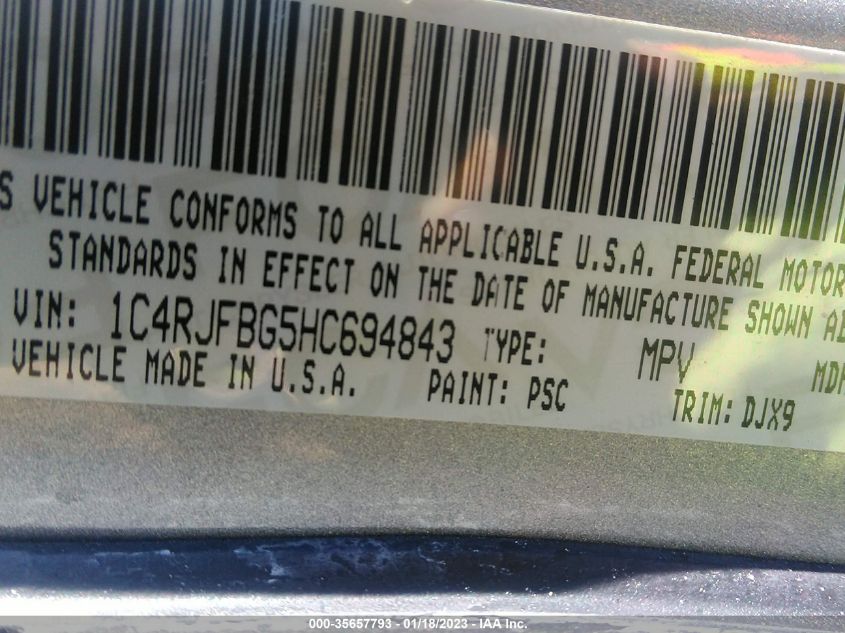 S VEHICLE CONFORMS TO ALL APPLICABLE U.S.A. FEDERAL MOTOR
STANDARDS IN EFFECT ON THE DATE OF MANUFACTURE SHOWN
VIN: 1C4RJFBG5HC694843 TYPE: MPV
VEHICLE MADE IN U.S.A. PAINT: PSC TRIM: DJX9
000-35657793 - 01/18/2023 - IAA Inc.